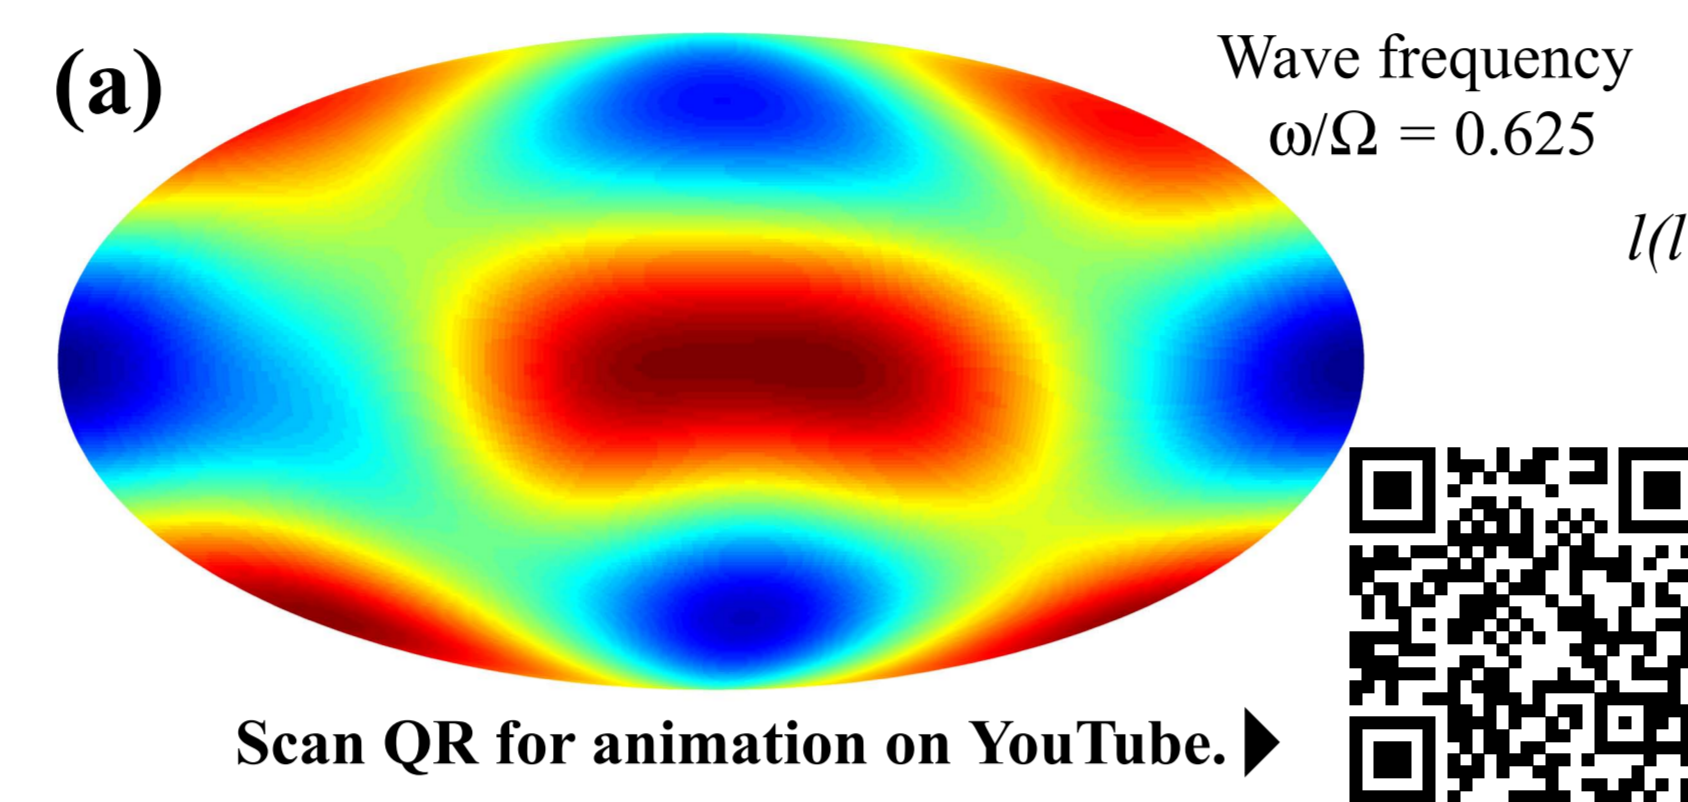 (a)
Wave frequency
ω/Ω = 0.625
l(l
Scan QR for animation on YouTube.